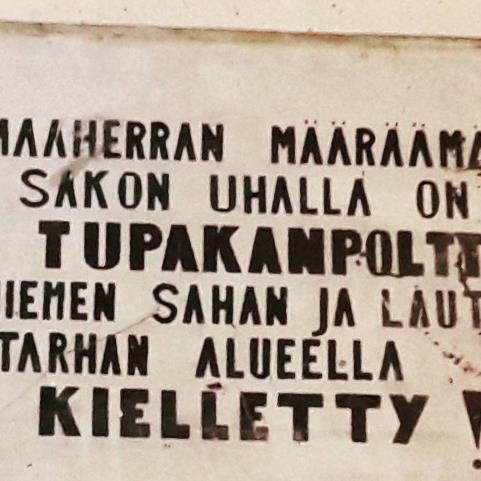 MAAHERRAN MÄÄRÄÄMÄ
SAKON UHALLA ON
TUPAKANPOLTT
NIEMEN SAHAN JA LAUT
TARHAN ALUEELLA
KIELLETTY!